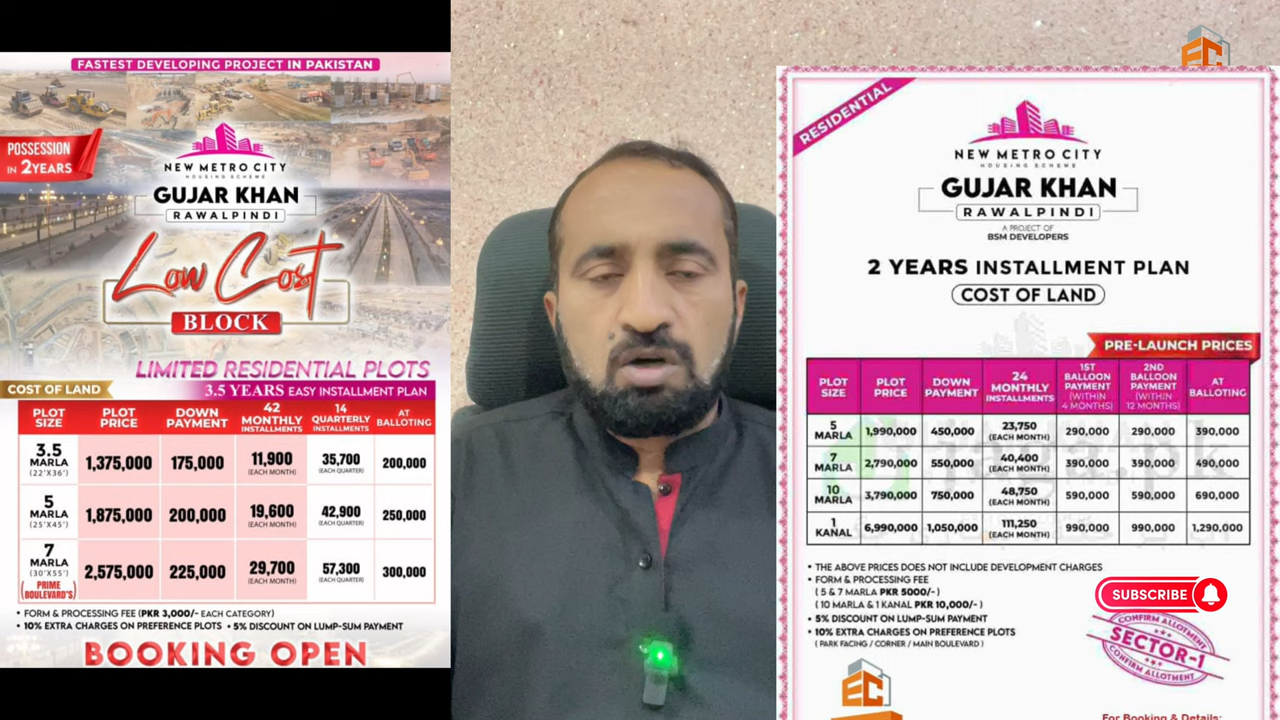 FASTEST DEVELOPING PROJECT IN PAKISTAN
POSSESSION
IN 2 YEARS
NEW METRO CITY
HOUSING SCHEME
GUJAR KHAN
RAWALPINDI
Low Cost
BLOCK
LIMITED RESIDENTIAL PLOTS
COST OF LAND
3.5 YEARS EASY INSTALLMENT PLAN
PLOT SIZE PLOT PRICE DOWN PAYMENT 42 MONTHLY INSTALLMENTS 14 QUARTERLY INSTALLMENTS AT BALLOTING
3.5 MARLA (22'X36') 1,375,000 175,000 11,900 (EACH MONTH) 35,700 (EACH QUARTER) 200,000
5 MARLA (25'X45') 1,875,000 200,000 19,600 (EACH MONTH) 42,900 (EACH QUARTER) 250,000
7 MARLA (30'X55') (PRIME BOULEVARD'S) 2,575,000 225,000 29,700 (EACH MONTH) 57,300 (EACH QUARTER) 300,000
• FORM & PROCESSING FEE (PKR 3,000/- EACH CATEGORY)
• 10% EXTRA CHARGES ON PREFERENCE PLOTS • 5% DISCOUNT ON LUMP-SUM PAYMENT
BOOKING OPEN
EC
RESIDENTIAL
NEW METRO CITY
HOUSING SCHEME
GUJAR KHAN
RAWALPINDI
A PROJECT OF
BSM DEVELOPERS
2 YEARS INSTALLMENT PLAN
COST OF LAND
PRE-LAUNCH PRICES
PLOT SIZE PLOT PRICE DOWN PAYMENT 24 MONTHLY INSTALLMENTS 1ST BALLOON PAYMENT (WITHIN 4 MONTHS) 2ND BALLOON PAYMENT (WITHIN 12 MONTHS) AT BALLOTING
5 MARLA 1,990,000 450,000 23,750 (EACH MONTH) 290,000 290,000 390,000
7 MARLA 2,790,000 550,000 40,400 (EACH MONTH) 390,000 390,000 490,000
10 MARLA 3,790,000 750,000 48,750 (EACH MONTH) 590,000 590,000 690,000
1 KANAL 6,990,000 1,050,000 111,250 (EACH MONTH) 990,000 990,000 1,290,000
• THE ABOVE PRICES DOES NOT INCLUDE DEVELOPMENT CHARGES
• FORM & PROCESSING FEE
( 5 & 7 MARLA PKR 5000/- )
( 10 MARLA & 1 KANAL PKR 10,000/- )
• 5% DISCOUNT ON LUMP-SUM PAYMENT
• 10% EXTRA CHARGES ON PREFERENCE PLOTS
( PARK FACING / CORNER / MAIN BOULEVARD )
SUBSCRIBE
CONFIRM ALLOTMENT
SECTOR-1
CONFIRM ALLOTMENT
EC
For Booking & Details: